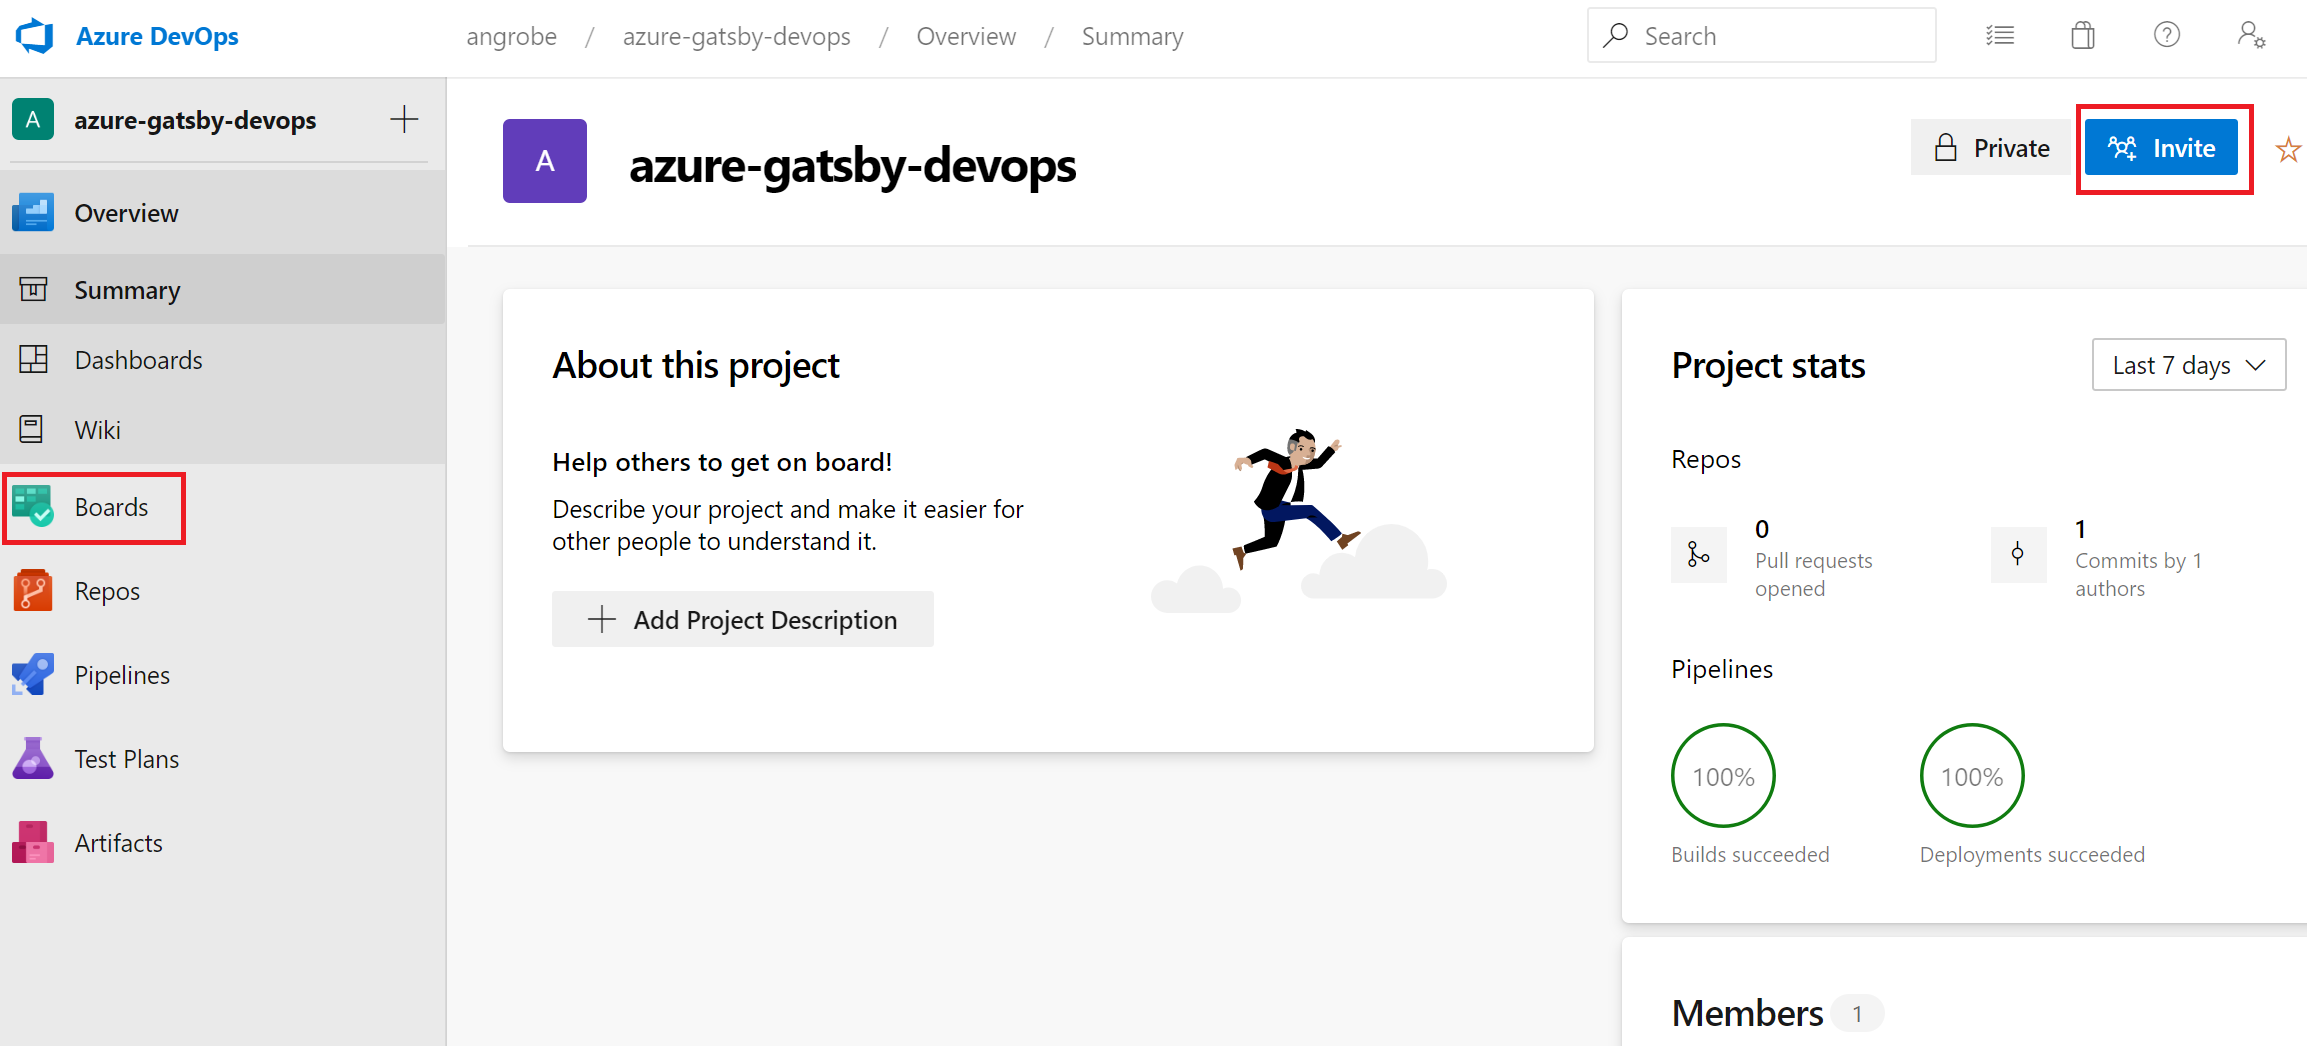 Azure DevOps
angrobe / azure-gatsby-devops / Overview / Summary
Search
A
azure-gatsby-devops
Overview
Summary
Dashboards
Wiki
Boards
Repos
Pipelines
Test Plans
Artifacts
A
azure-gatsby-devops
Private
Invite
About this project
Help others to get on board!
Describe your project and make it easier for
other people to understand it.
Add Project Description
Project stats
Last 7 days
Repos
0
Pull requests
opened
1
Commits by 1
authors
Pipelines
100%
Builds succeeded
100%
Deployments succeeded
Members 1